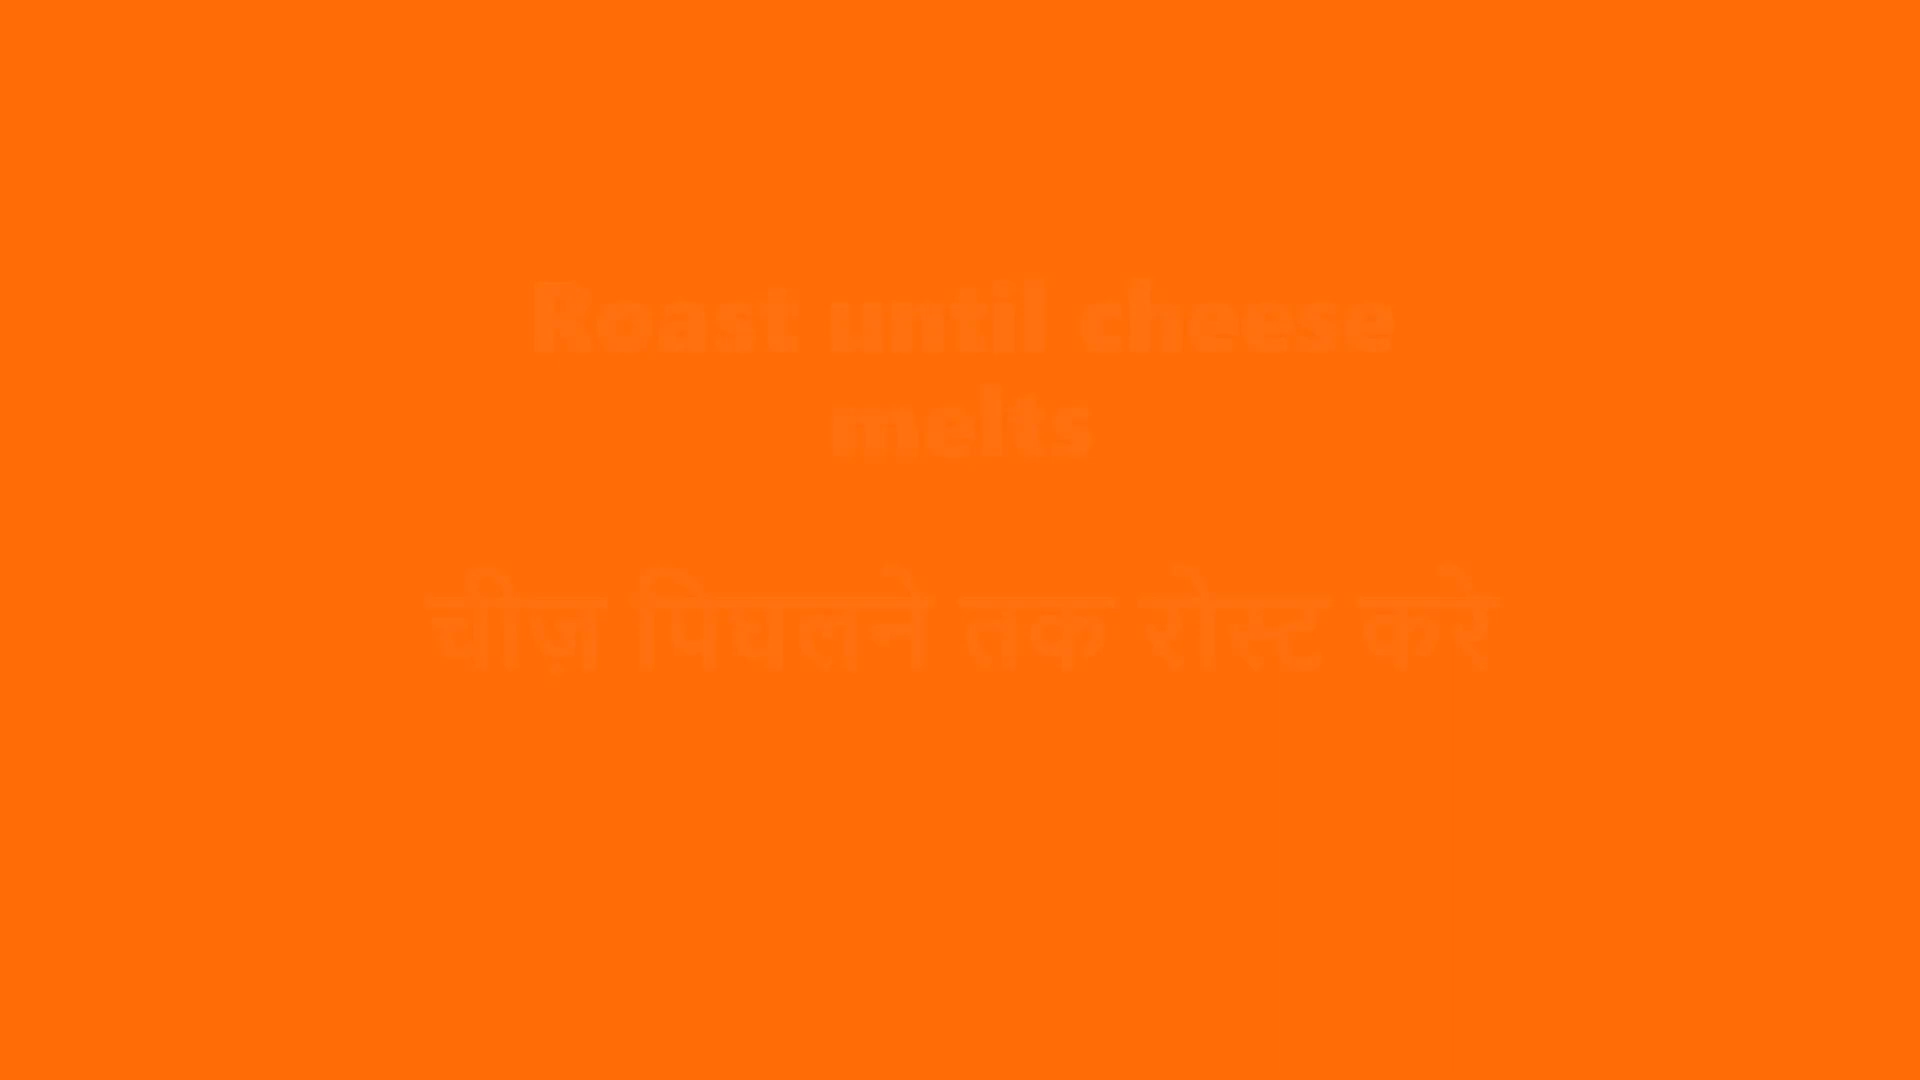 Roast until cheese
melts
चीज़ पिघलने तक रोस्ट करे